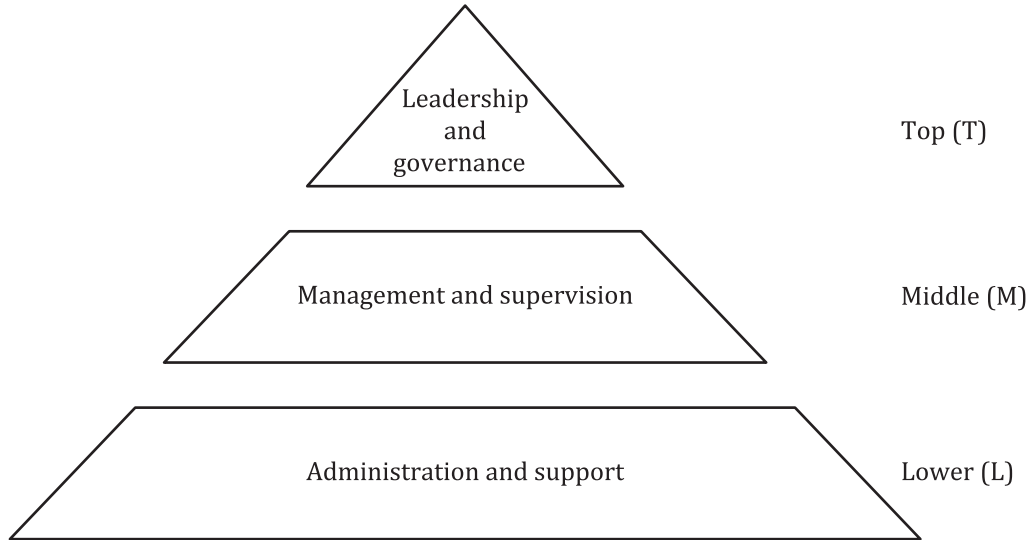 Leadership
and
governance
Top (T)
Management and supervision
Middle (M)
Administration and support
Lower (L)